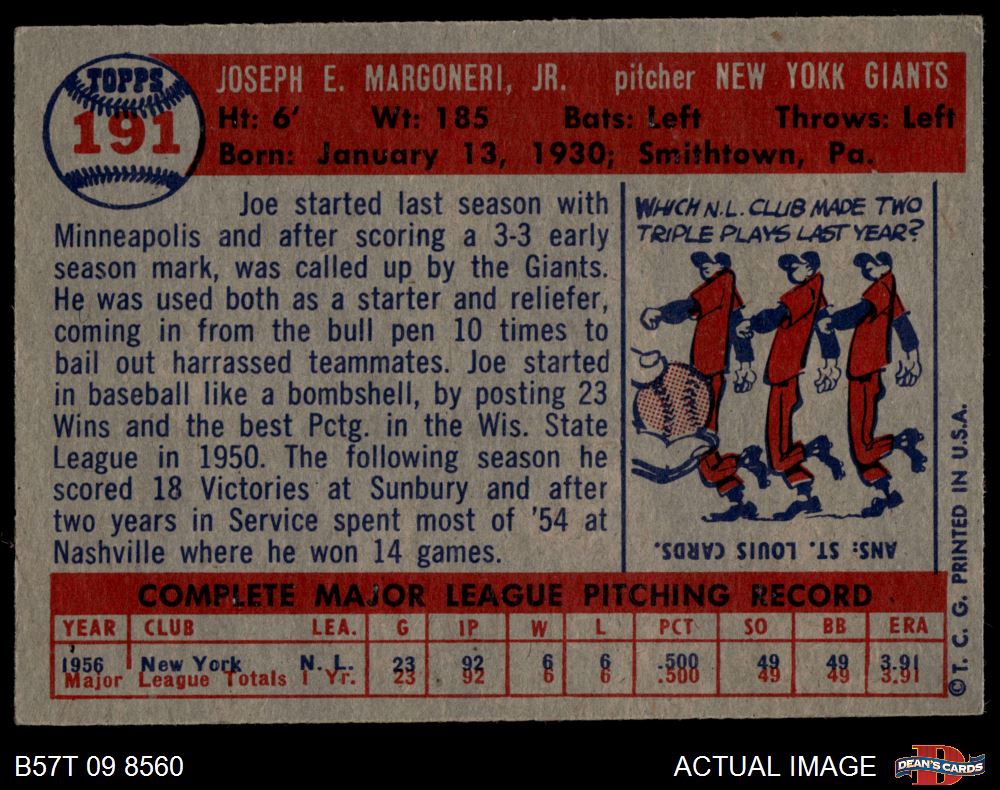 TOPPS
191
JOSEPH E. MARGONERI, JR. pitcher NEW YOKK GIANTS
Ht: 6' Wt: 185 Bats: Left Throws: Left
Born: January 13, 1930; Smithtown, Pa.
Joe started last season with
Minneapolis and after scoring a 3-3 early
season mark, was called up by the Giants.
He was used both as a starter and reliefer,
coming in from the bull pen 10 times to
bail out harrassed teammates. Joe started
in baseball like a bombshell, by posting 23
Wins and the best Pctg. in the Wis. State
League in 1950. The following season he
scored 18 Victories at Sunbury and after
two years in Service spent most of '54 at
Nashville where he won 14 games.
WHICH N.L. CLUB MADE TWO
TRIPLE PLAYS LAST YEAR?
ANS: ST. LOUIS CARDS.
COMPLETE MAJOR LEAGUE PITCHING RECORD
YEAR CLUB LEA. G IP W L PCT SO BB ERA
1956 New York N. L. 23 92 6 6 .500 49 49 3.91
Major League Totals 1 Yr. 23 92 6 6 .500 49 49 3.91
© T. C. G. PRINTED IN U.S.A.
B57T 09 8560
ACTUAL IMAGE
DEAN'S CARDS